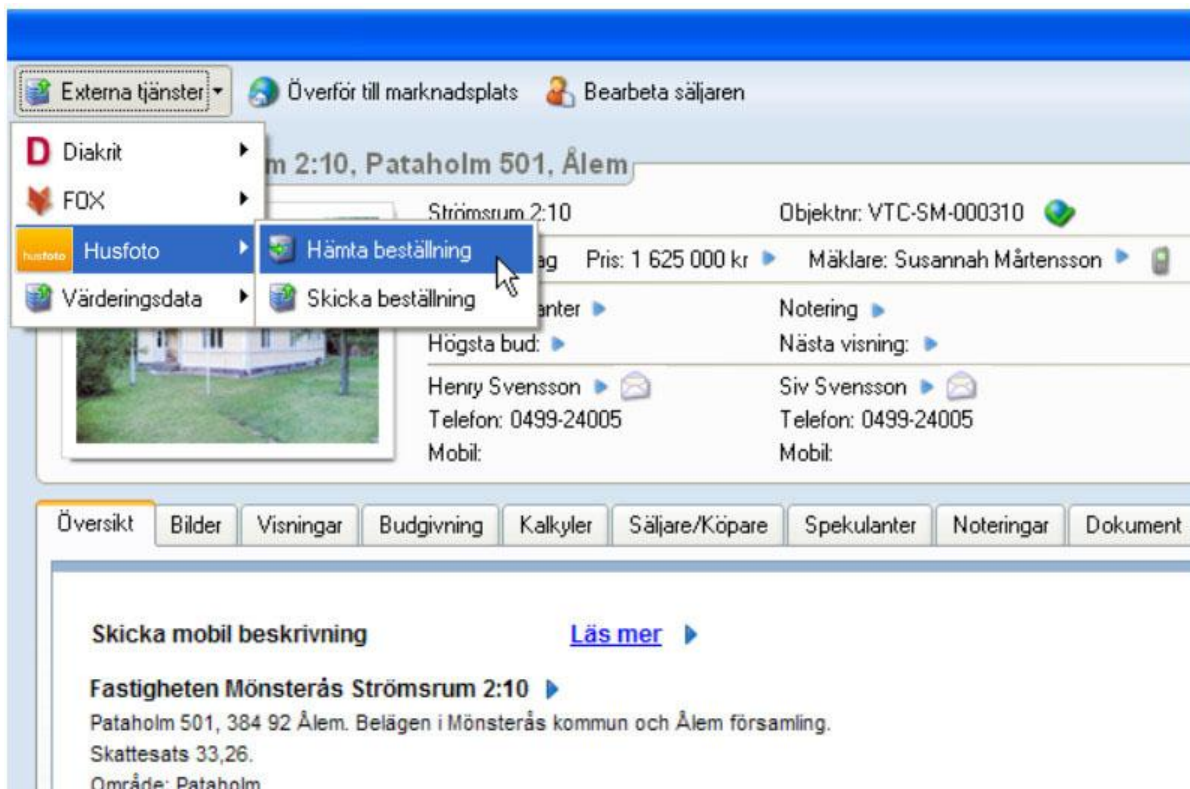 Externa tjänster Överför till marknadsplats Bearbeta säljaren
Diakrit
m 2:10, Pataholm 501, Ålem
FOX
Strömsrum 2:10 Objektnr: VTC-SM-000310
husfoto Husfoto Hämta beställning
ag Pris: 1 625 000 kr Mäklare: Susannah Mårtensson
Värderingsdata Skicka beställning
anter Notering
Högsta bud: Nästa visning:
Henry Svensson Siv Svensson
Telefon: 0499-24005 Telefon: 0499-24005
Mobil: Mobil:
Översikt Bilder Visningar Budgivning Kalkyler Säljare/Köpare Spekulanter Noteringar Dokument
Skicka mobil beskrivning Läs mer
Fastigheten Mönsterås Strömsrum 2:10
Pataholm 501, 384 92 Ålem. Belägen i Mönsterås kommun och Ålem församling.
Skattesats 33,26.
Område: Pataholm